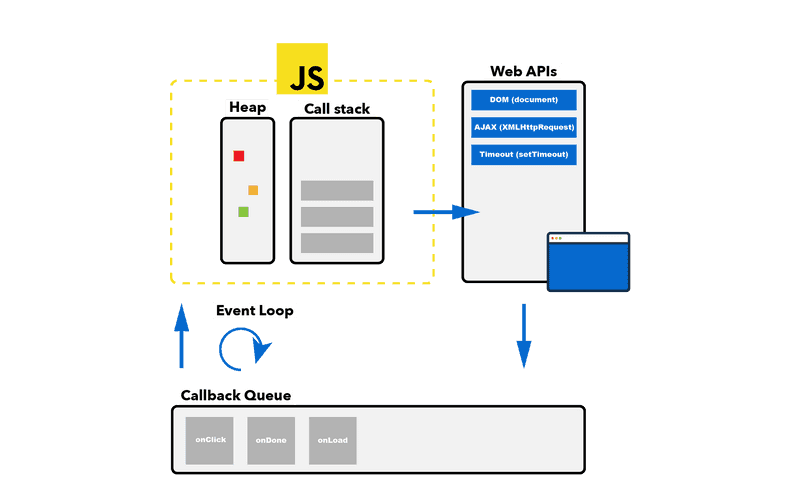 JS
Heap
Call stack
Web APIs
DOM (document)
AJAX (XMLHttpRequest)
Timeout (setTimeout)
Event Loop
Callback Queue
onClick
onDone
onLoad